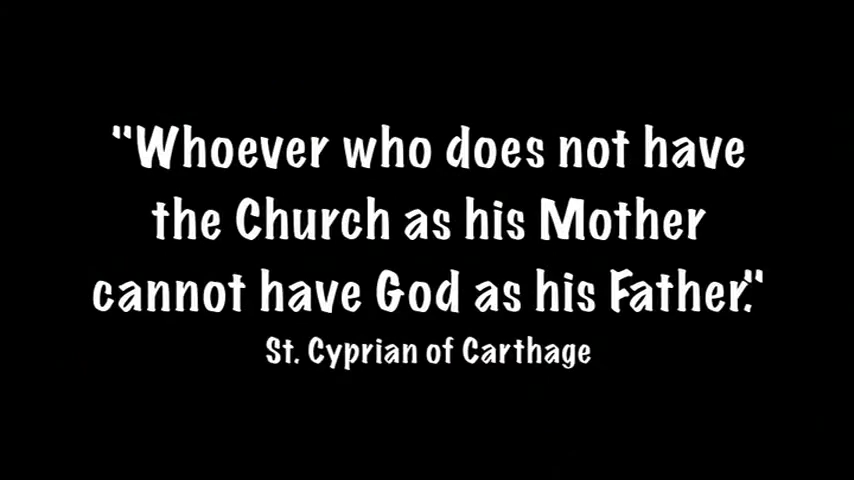 "Whoever who does not have
the Church as his Mother
cannot have God as his Father."
St. Cyprian of Carthage